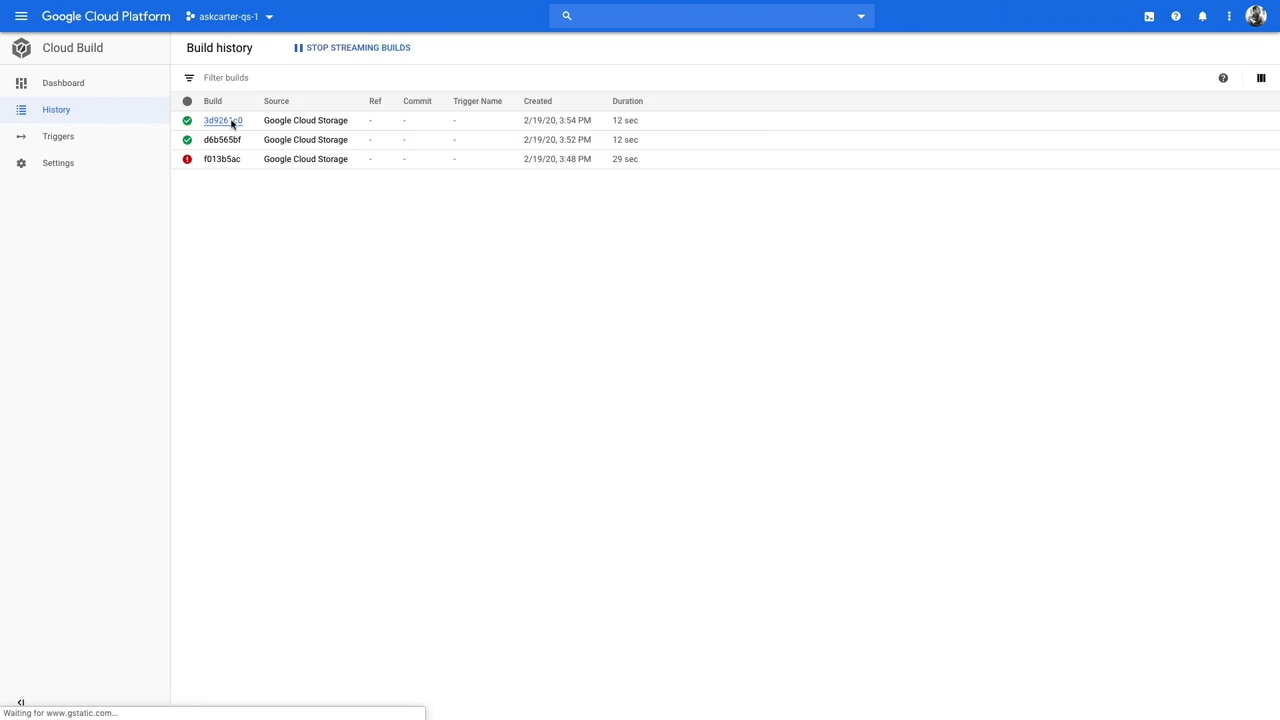 Google Cloud Platform askcarter-qs-1
Cloud Build
Build history STOP STREAMING BUILDS
Dashboard
History
Triggers
Settings
Filter builds
Build Source Ref Commit Trigger Name Created Duration
Google Cloud Storage - - - 2/19/20, 3:54 PM 12 sec
d6b565bf Google Cloud Storage - - - 2/19/20, 3:52 PM 12 sec
f013b5ac Google Cloud Storage - - - 2/19/20, 3:48 PM 29 sec
Waiting for www.gstatic.com...